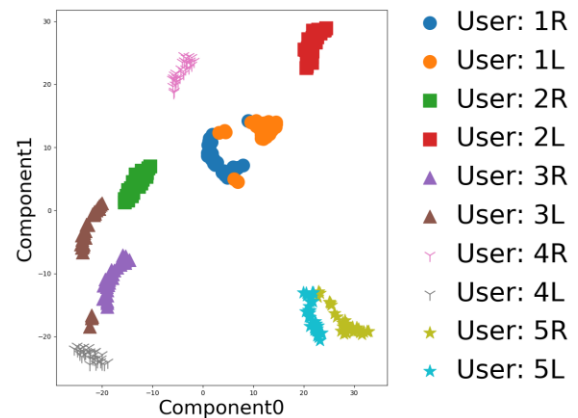 Component1
30
20
10
0
−10
−20
−20
−10
0
10
20
30
Component0
User: 1R
User: 1L
User: 2R
User: 2L
User: 3R
User: 3L
User: 4R
User: 4L
User: 5R
User: 5L